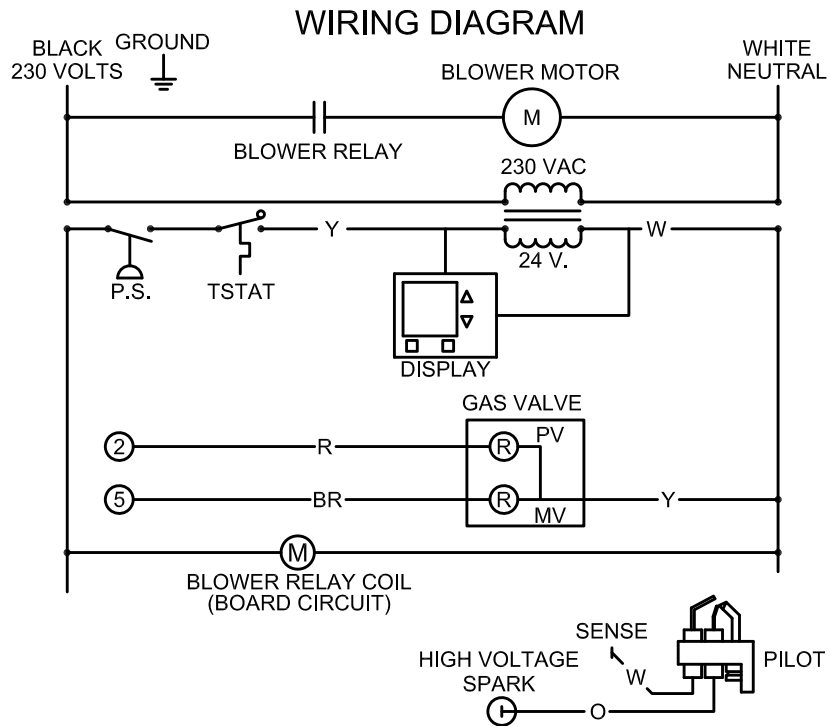 WIRING DIAGRAM
BLACK
230 VOLTS
GROUND
BLOWER MOTOR
WHITE
NEUTRAL
M
BLOWER RELAY
230 VAC
Y
W
24 V.
P.S.
TSTAT
DISPLAY
GAS VALVE
2
R
R
PV
5
BR
R
MV
Y
M
BLOWER RELAY COIL
(BOARD CIRCUIT)
SENSE
W
PILOT
HIGH VOLTAGE
SPARK
O